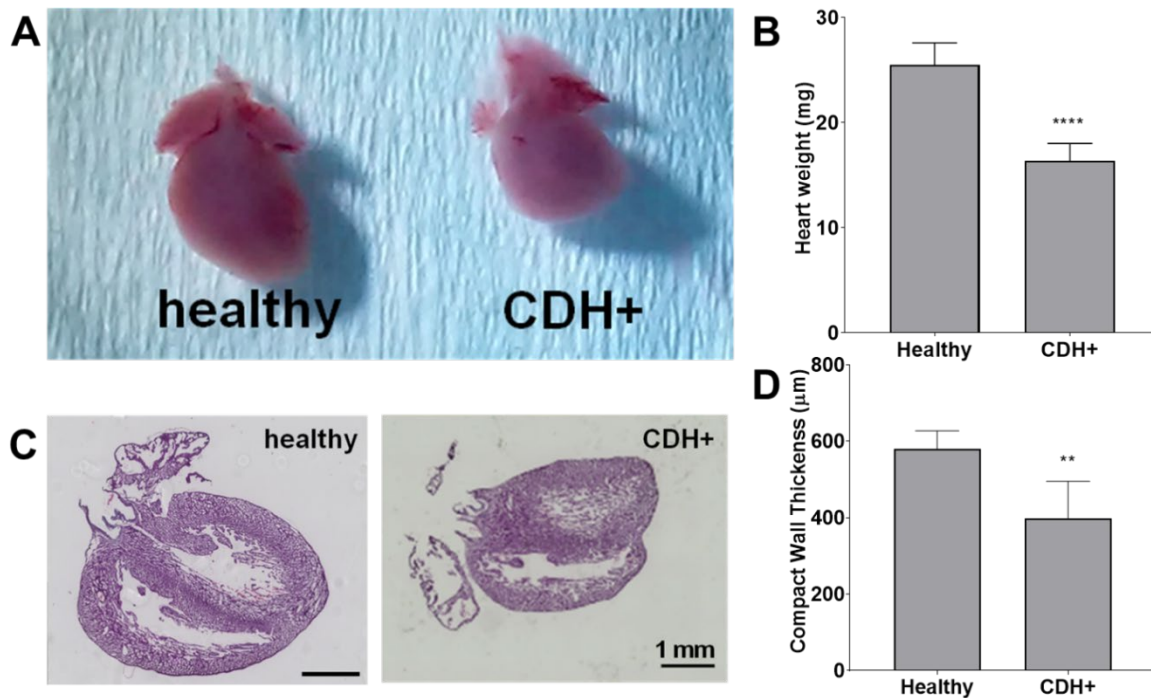 A
healthy
CDH+
B
Heart weight (mg)
30
20
10
0
****
Healthy
CDH+
C
healthy
CDH+
1 mm
D
Compact Wall Thickenss (µm)
800
600
400
200
0
**
Healthy
CDH+